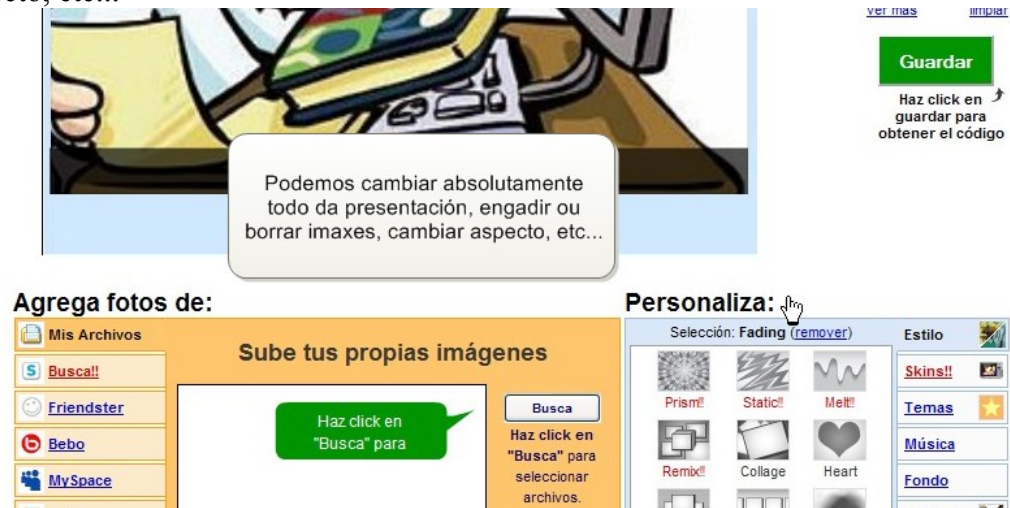 ver más limpiar
Guardar
Haz click en
guardar para
obtener el código
Podemos cambiar absolutamente
todo da presentación, engadir ou
borrar imaxes, cambiar aspecto, etc...
Agrega fotos de:
Mis Archivos
Busca!!
Friendster
Bebo
MySpace
Sube tus propias imágenes
Haz click en
"Busca" para
Busca
Haz click en
"Busca" para
seleccionar
archivos.
Personaliza:
Selección: Fading (remover)
Prism!! Static!! Melt!!
Remix!! Collage Heart
Estilo
Skins!!
Temas
Música
Fondo